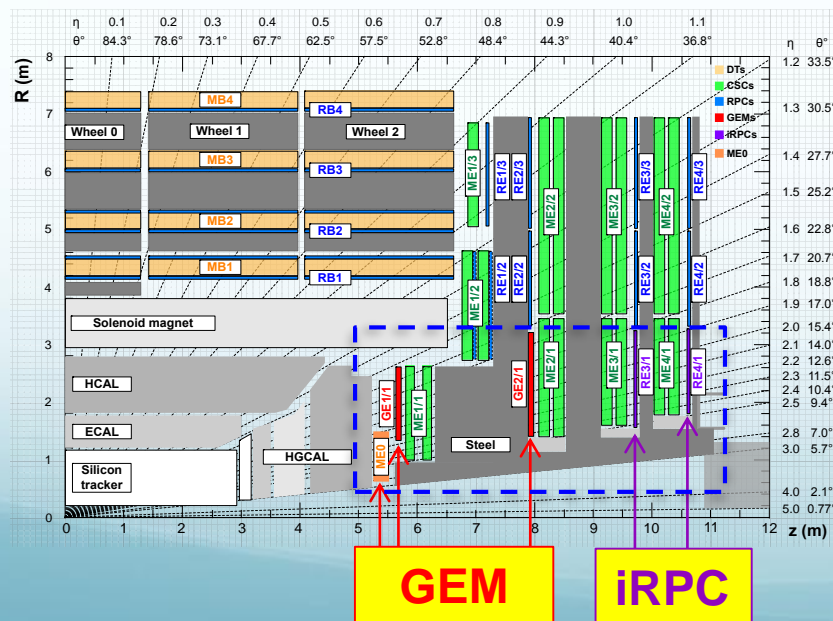 η 0.1 0.2 0.3 0.4 0.5 0.6 0.7 0.8 0.9 1.0 1.1
θ° 84.3° 78.6° 73.1° 67.7° 62.5° 57.5° 52.8° 48.4° 44.3° 40.4° 36.8° η θ°
R (m)
8
7
6
5
4
3
2
1
0
1.2 33.5°
1.3 30.5°
1.4 27.7°
1.5 25.2°
1.6 22.8°
1.7 20.7°
1.8 18.8°
1.9 17.0°
2.0 15.4°
2.1 14.0°
2.2 12.6°
2.3 11.5°
2.4 10.4°
2.5 9.4°
2.8 7.0°
3.0 5.7°
4.0 2.1°
5.0 0.77°
DTs
CSCs
RPCs
GEMs
iRPCs
ME0
MB4
RB4
Wheel 0 Wheel 1 Wheel 2
MB3
RB3
MB2
RB2
MB1
RB1
Solenoid magnet
HCAL
ECAL
Silicon
tracker
HGCAL
Steel
ME1/3
RE1/3
RE2/3
ME2/2
ME3/2
RE3/3
ME4/2
RE4/3
ME1/2
RE1/2
RE2/2
RE3/2
RE4/2
ME0
GE1/1
ME1/1
GE2/1
ME2/1
ME3/1
RE3/1
ME4/1
RE4/1
0 1 2 3 4 5 6 7 8 9 10 11 12 z (m)
GEM
iRPC